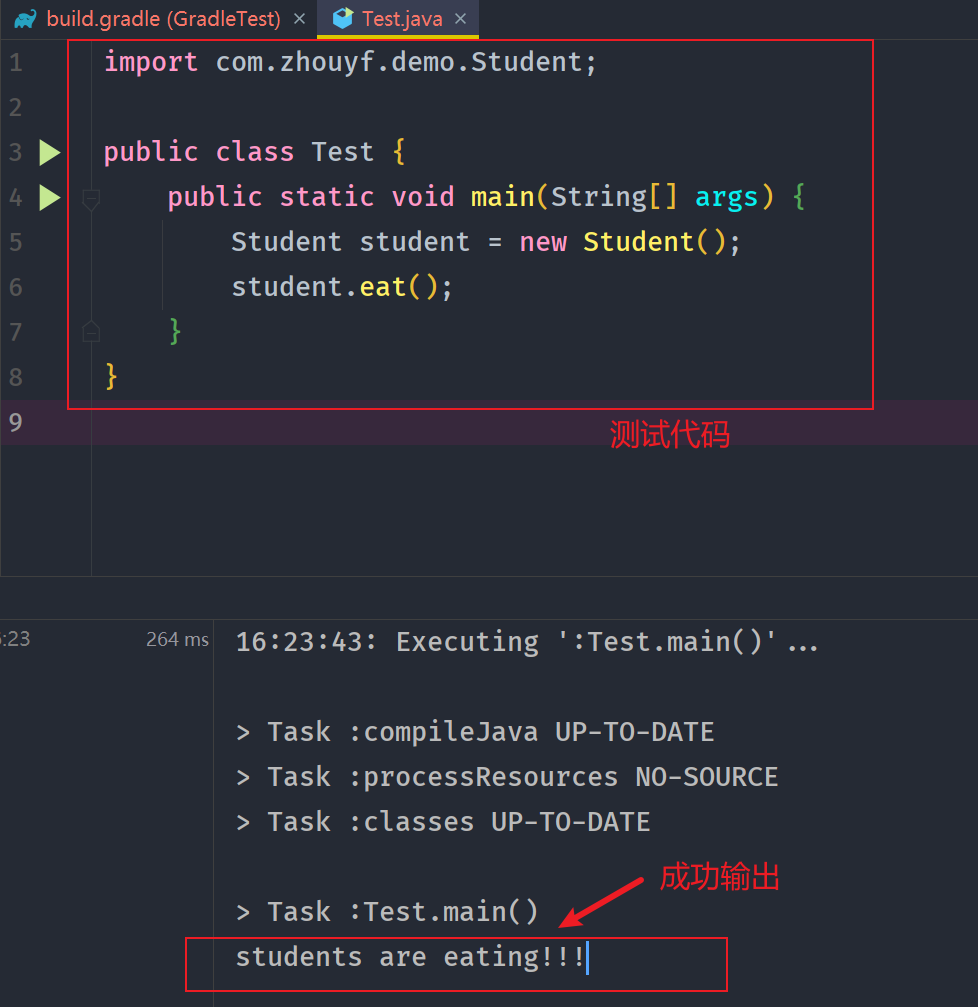 build.gradle (GradleTest) × Test.java ×
1 import com.zhouyf.demo.Student;
2
3 public class Test {
4 public static void main(String[] args) {
5 Student student = new Student();
6 student.eat();
7 }
8 }
9
测试代码
:23 264 ms 16:23:43: Executing ':Test.main()'...
> Task :compileJava UP-TO-DATE
> Task :processResources NO-SOURCE
> Task :classes UP-TO-DATE
成功输出
> Task :Test.main()
students are eating!!!